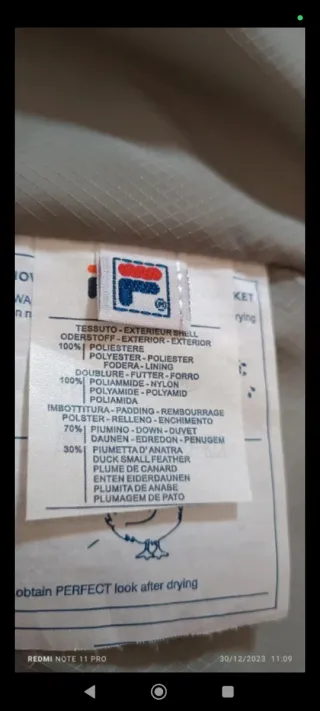 KET
rying
TESSUTO - EXTERIEUR SHELL
ODERSTOFF - EXTERIOR - EXTERIOR
100% POLIESTERE
POLYESTER - POLIESTER
FODERA - LINING
DOUBLURE - FUTTER - FORRO
100% POLIAMMIDE - NYLON
POLYAMIDE - POLYAMID
POLIAMIDA
IMBOTTITURA - PADDING - REMBOURRAGE
POLSTER - RELLENO - ENCHIMENTO
70% PIUMINO - DOWN - DUVET
DAUNEN - EDREDON - PENUGEM
30% PIUMETTA D'ANATRA
DUCK SMALL FEATHER
PLUME DE CANARD
ENTEN EIDERDAUNEN
PLUMITA DE ANABE
PLUMAGEM DE PATO
obtain PERFECT look after drying
REDMI NOTE 11 PRO
30/12/2023 11:09